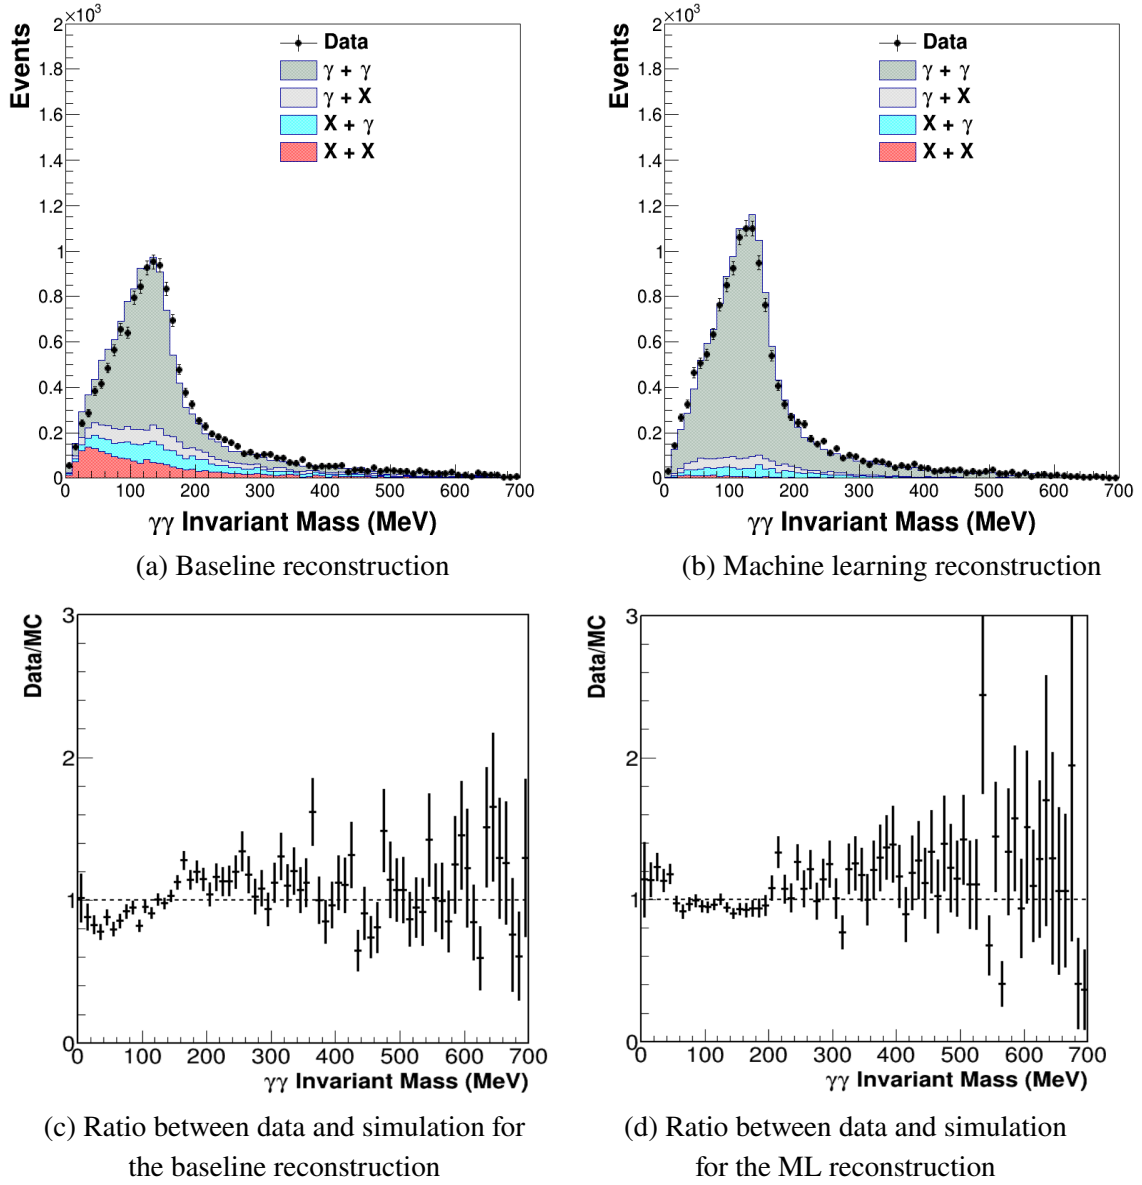 ×10³
2
1.8
1.6
1.4
1.2
1
0.8
0.6
0.4
0.2
0
Events
Data
γ + γ
γ + X
X + γ
X + X
0 100 200 300 400 500 600 700
γγ Invariant Mass (MeV)
(a) Baseline reconstruction
×10³
2
1.8
1.6
1.4
1.2
1
0.8
0.6
0.4
0.2
0
Events
Data
γ + γ
γ + X
X + γ
X + X
0 100 200 300 400 500 600 700
γγ Invariant Mass (MeV)
(b) Machine learning reconstruction
3
2
1
0
Data/MC
0 100 200 300 400 500 600 700
γγ Invariant Mass (MeV)
(c) Ratio between data and simulation for
the baseline reconstruction
3
2
1
0
Data/MC
0 100 200 300 400 500 600 700
γγ Invariant Mass (MeV)
(d) Ratio between data and simulation
for the ML reconstruction